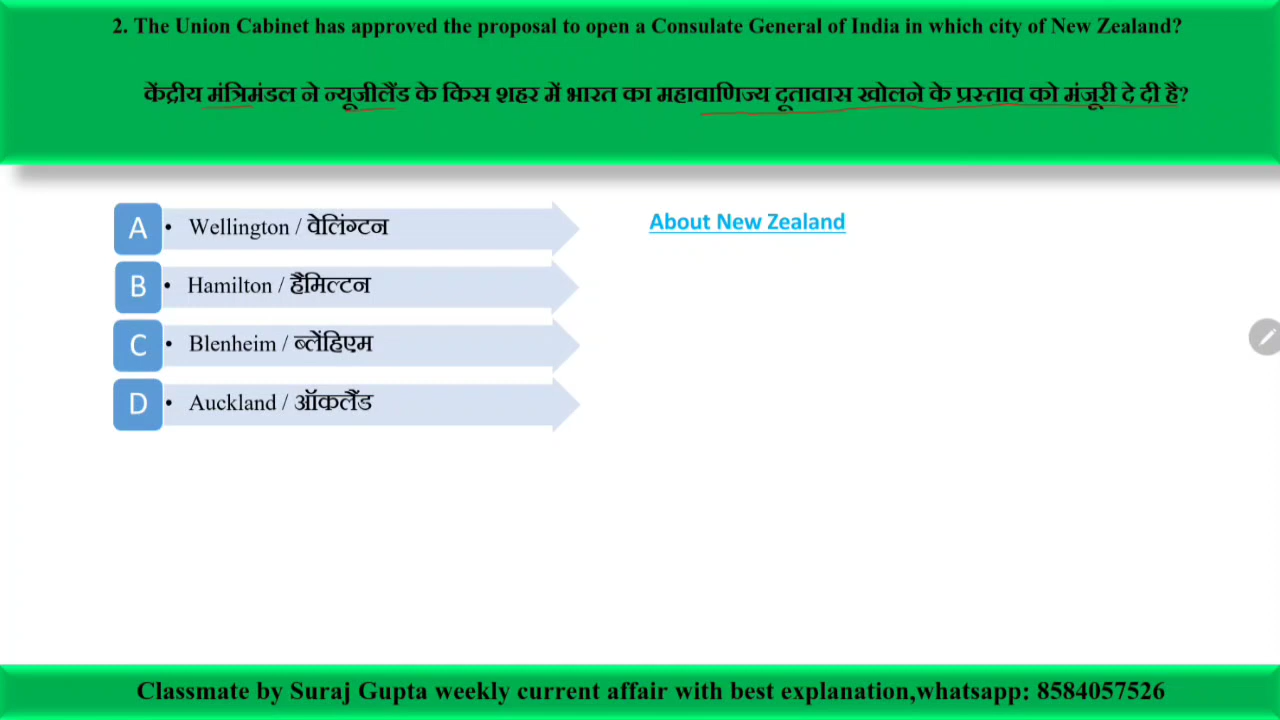 2. The Union Cabinet has approved the proposal to open a Consulate General of India in which city of New Zealand?
केंद्रीय मंत्रिमंडल ने न्यूजीलैंड के किस शहर में भारत का महावाणिज्य दूतावास खोलने के प्रस्ताव को मंजूरी दे दी है?
A • Wellington / वेलिंग्टन
B • Hamilton / हैमिल्टन
C • Blenheim / ब्लेंहिएम
D • Auckland / ऑकलैंड
About New Zealand
Classmate by Suraj Gupta weekly current affair with best explanation,whatsapp: 8584057526